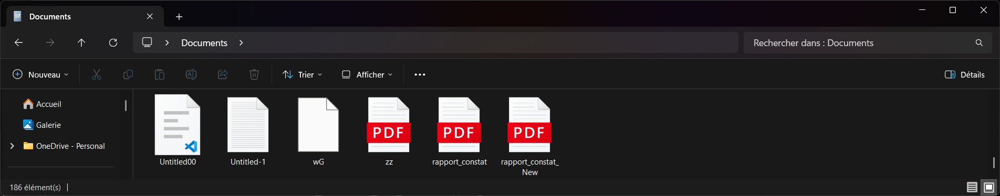 Documents
Documents
Rechercher dans : Documents
Nouveau
Trier
Afficher
Détails
Accueil
Galerie
OneDrive - Personal
PDF
PDF
PDF
Untitled00
Untitled-1
wG
zz
rapport_constat
rapport_constat_
New
186 élément(s)